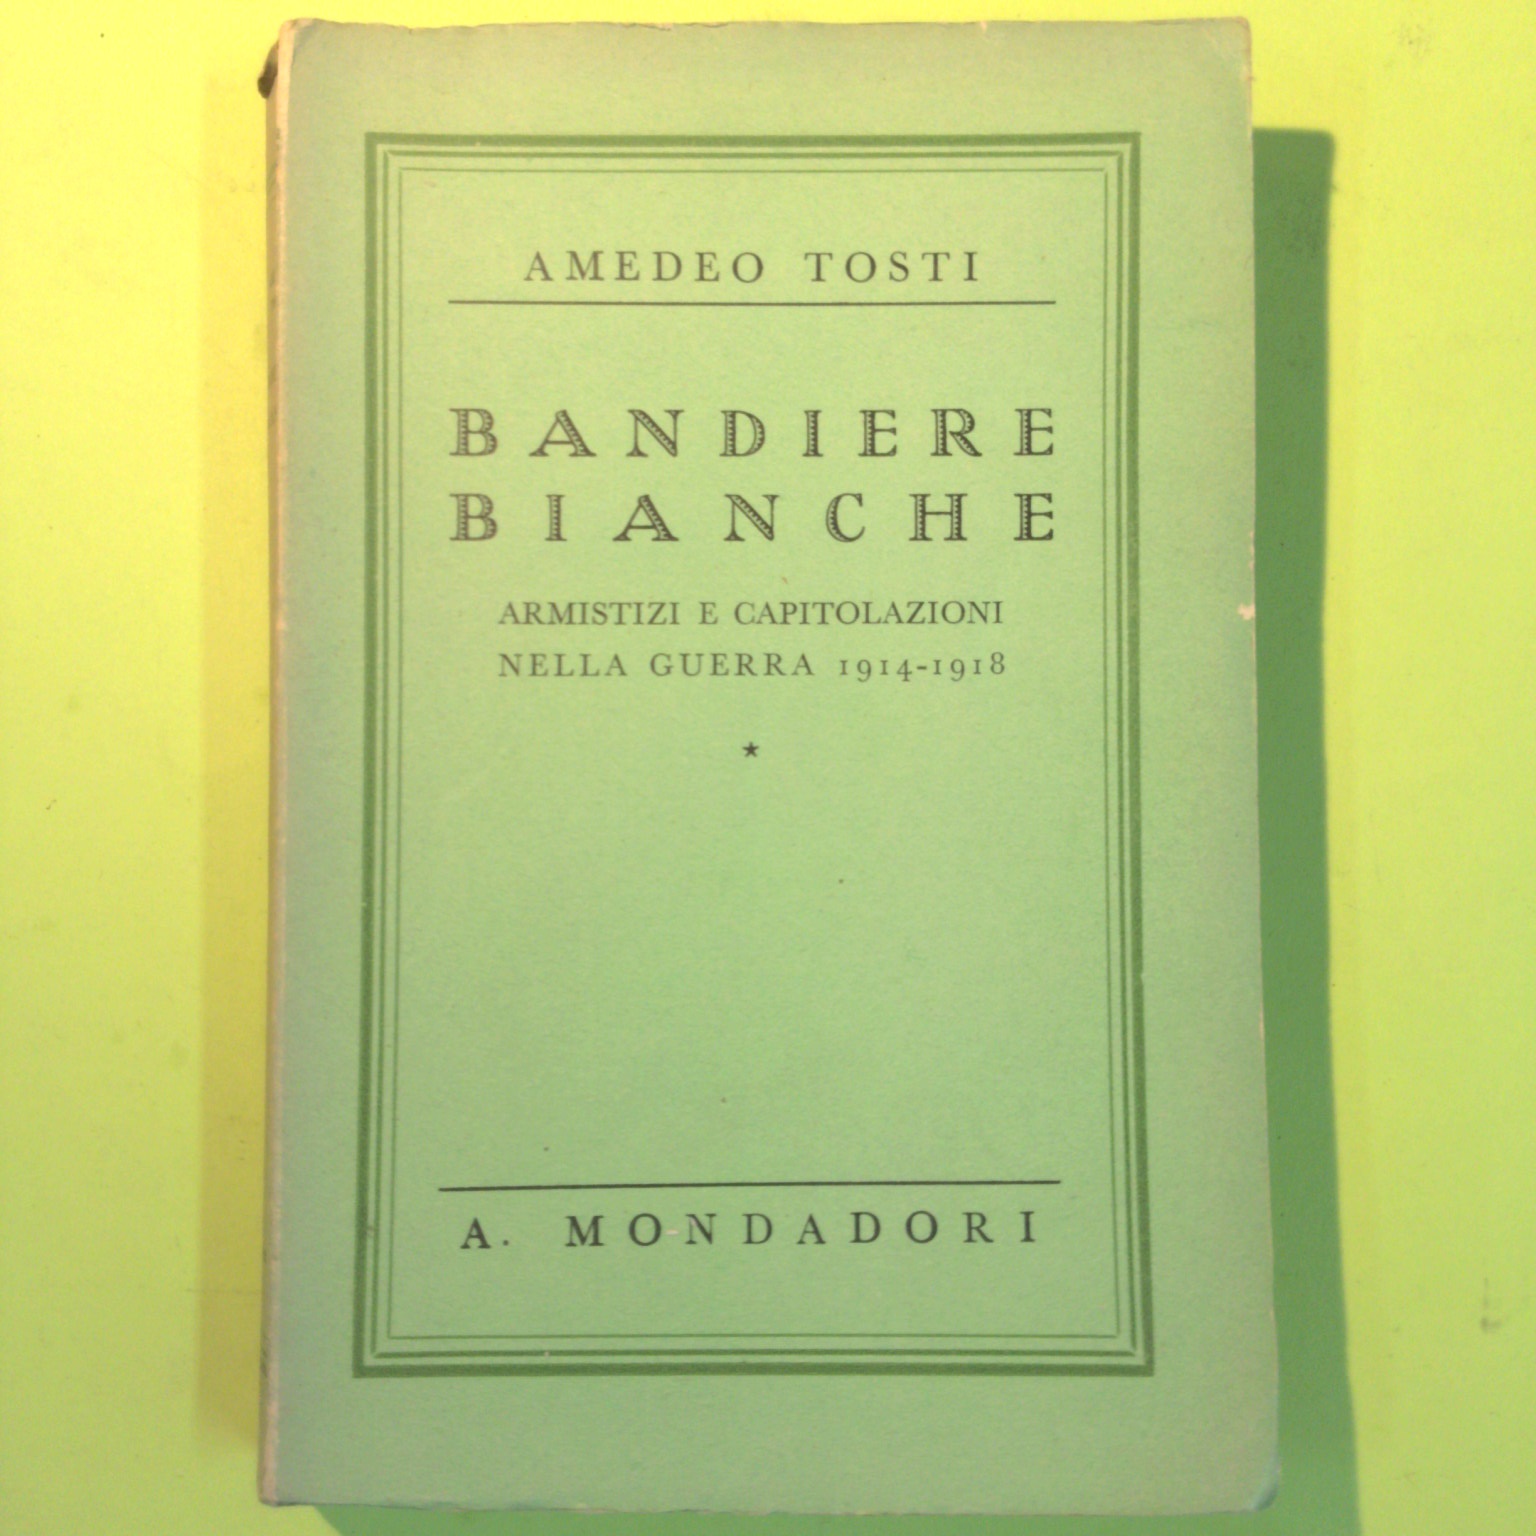 AMEDEO TOSTI
BANDIERE
BIANCHE
ARMISTIZI E CAPITOLAZIONI
NELLA GUERRA 1914-1918
★
A. MONDADORI